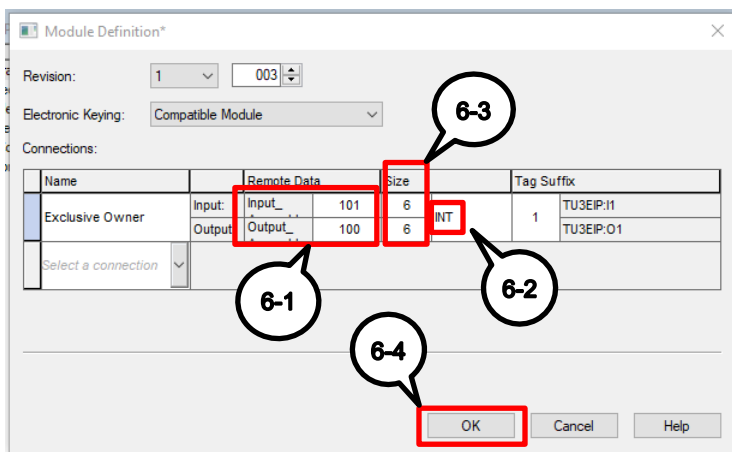 Module Definition*
Revision: 1 003
Electronic Keying: Compatible Module
6-3
Connections:
Name Remote Data Size Tag Suffix
Exclusive Owner Input: Input_ 101 6 INT 1 TU3EIP:I1
Output Output_ 100 6 TU3EIP:O1
Select a connection
6-1
6-2
6-4
OK Cancel Help